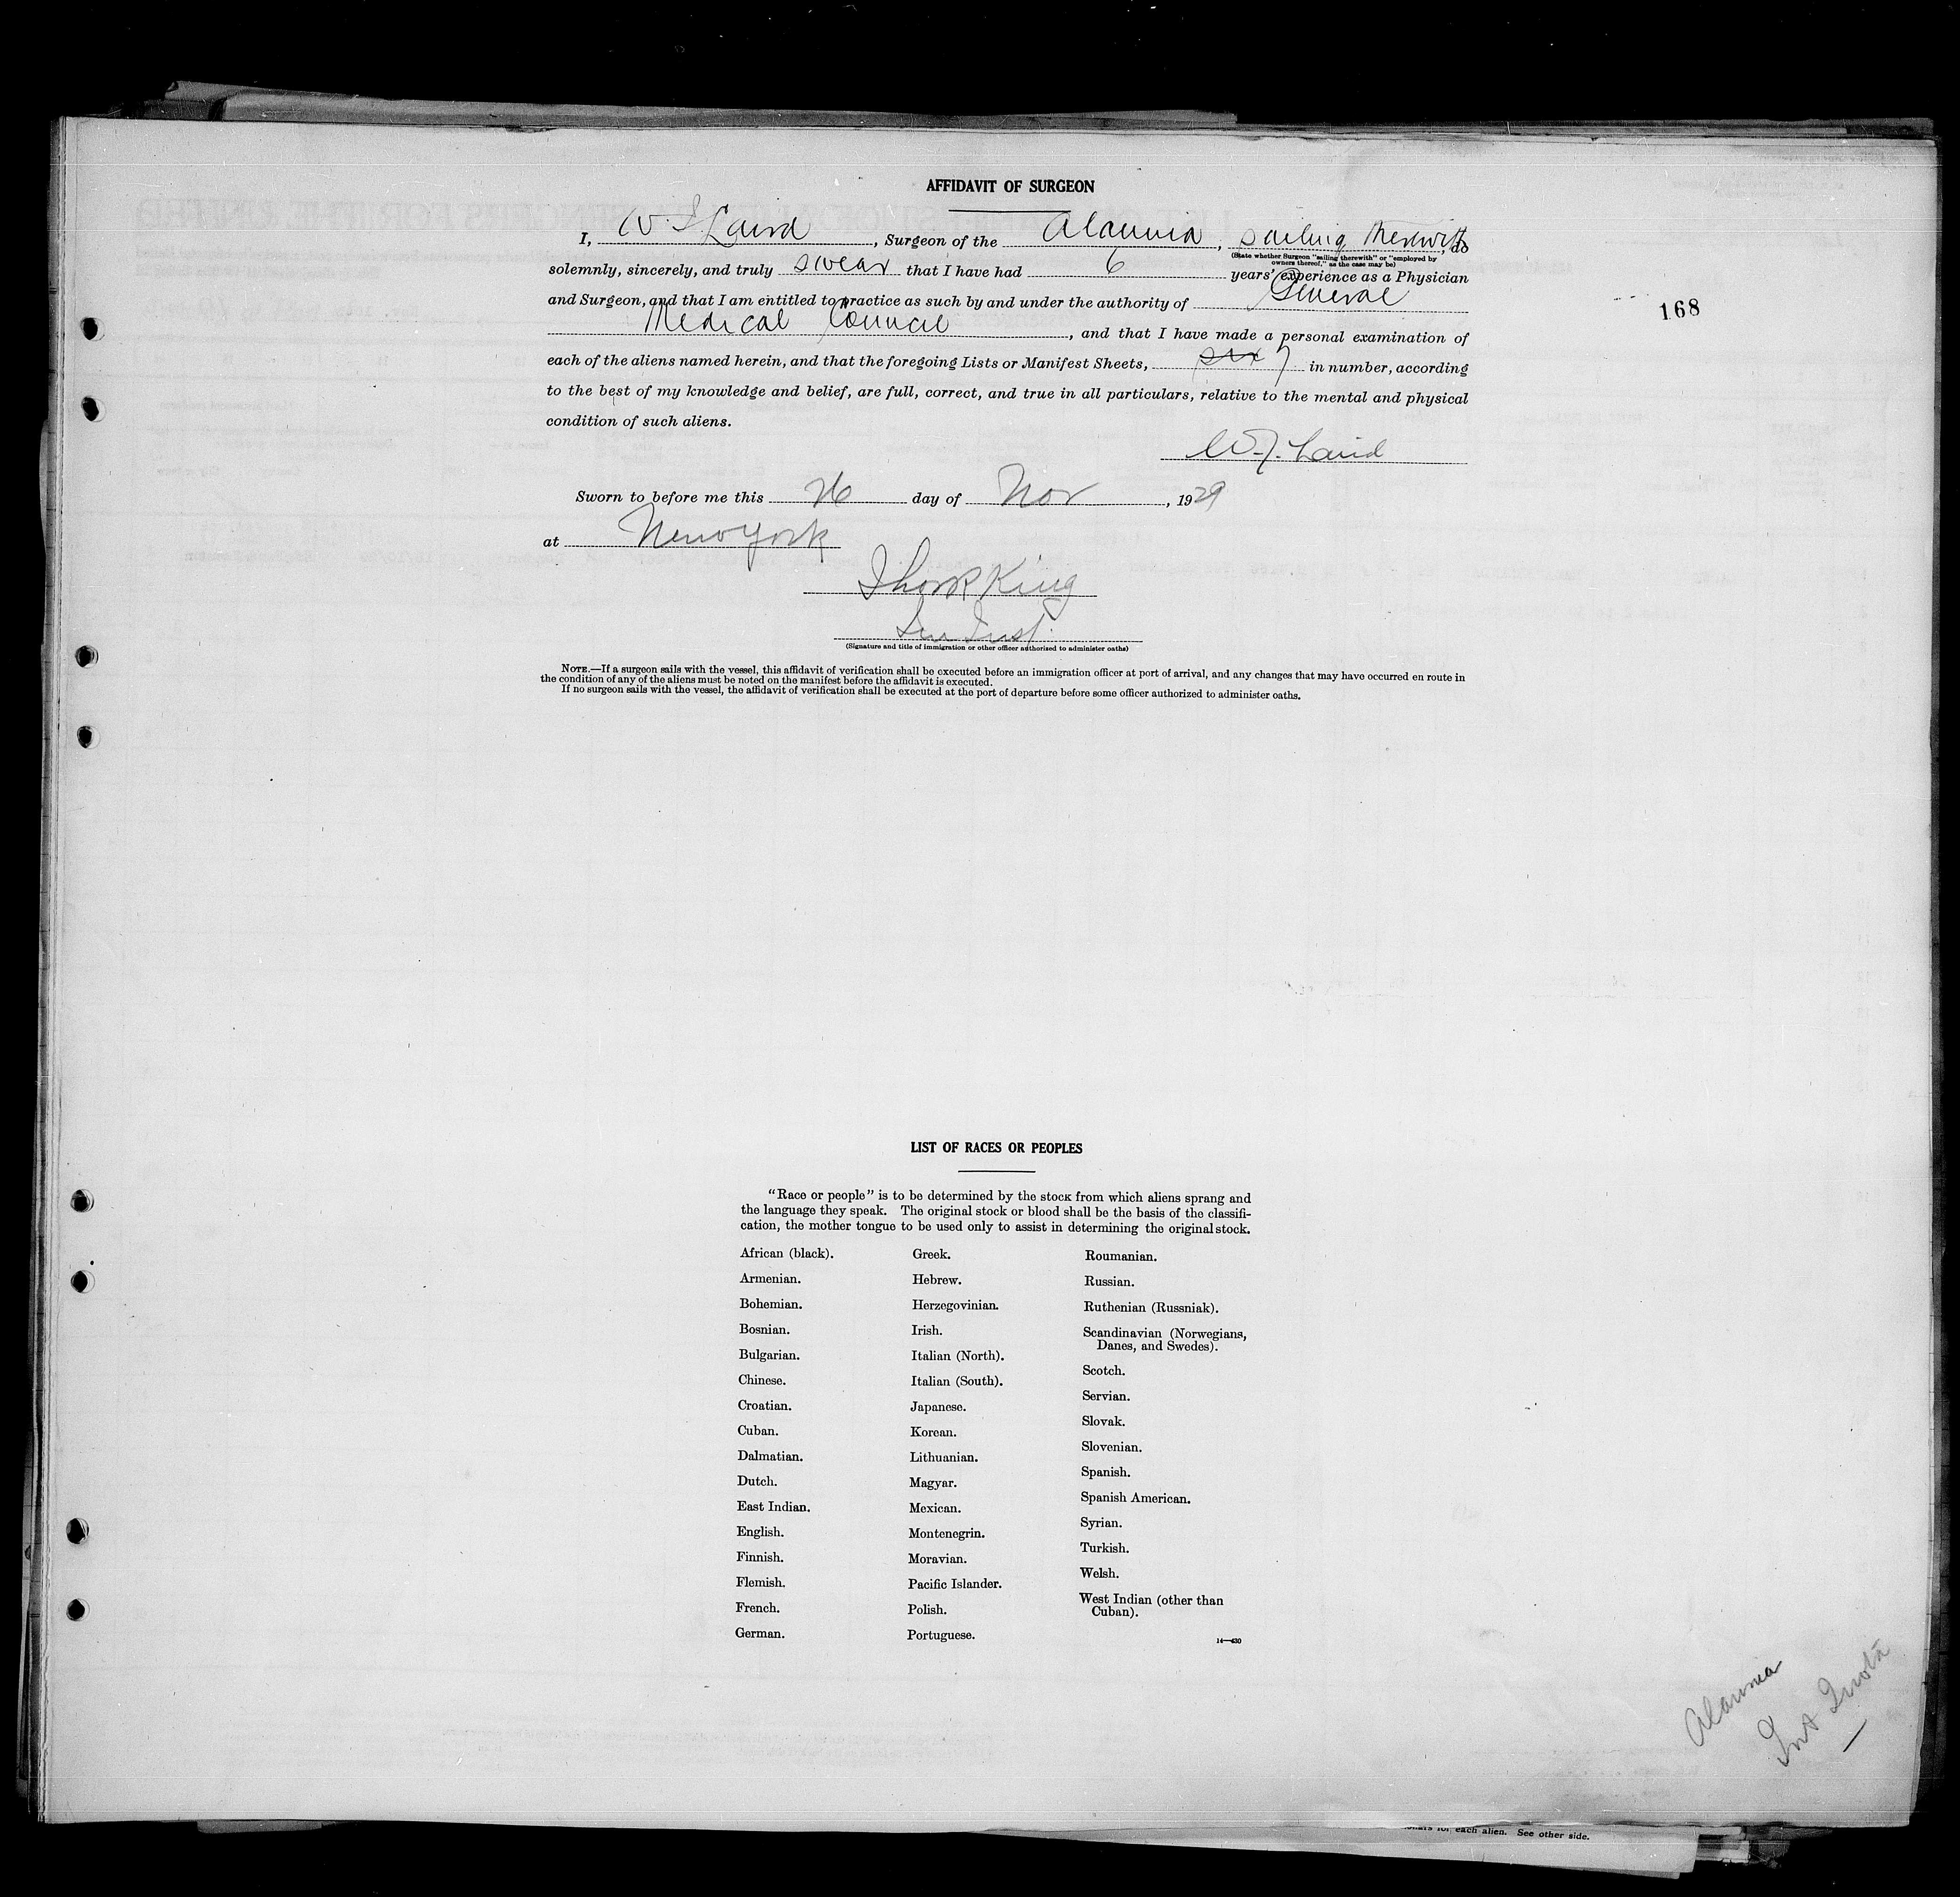 AFFIDAVIT OF SURGEON
I, W. J. Laird, Surgeon of the Alaunia, sailing therewith, do
(State whether Surgeon "sailing therewith" or "employed by
owners thereof," as the case may be)
solemnly, sincerely, and truly swear that I have had 6 years' experience as a Physician
and Surgeon, and that I am entitled to practice as such by and under the authority of General
Medical Council, and that I have made a personal examination of
168
each of the aliens named herein, and that the foregoing Lists or Manifest Sheets, six 7 in number, according
to the best of my knowledge and belief, are full, correct, and true in all particulars, relative to the mental and physical
condition of such aliens.
W. J. Laird
Sworn to before me this 26 day of Nov, 1929
at New York
King
(Signature and title of immigration or other officer authorized to administer oaths)
NOTE.—If a surgeon sails with the vessel, this affidavit of verification shall be executed before an immigration officer at port of arrival, and any changes that may have occurred en route in
the condition of any of the aliens must be noted on the manifest before the affidavit is executed.
If no surgeon sails with the vessel, the affidavit of verification shall be executed at the port of departure before some officer authorized to administer oaths.
LIST OF RACES OR PEOPLES
"Race or people" is to be determined by the stock from which aliens sprang and
the language they speak. The original stock or blood shall be the basis of the classifi-
cation, the mother tongue to be used only to assist in determining the original stock.
African (black).
Armenian.
Bohemian.
Bosnian.
Bulgarian.
Chinese.
Croatian.
Cuban.
Dalmatian.
Dutch.
East Indian.
English.
Finnish.
Flemish.
French.
German.
Greek.
Hebrew.
Herzegovinian.
Irish.
Italian (North).
Italian (South).
Japanese.
Korean.
Lithuanian.
Magyar.
Mexican.
Montenegrin.
Moravian.
Pacific Islander.
Polish.
Portuguese.
Roumanian.
Russian.
Ruthenian (Russniak).
Scandinavian (Norwegians,
Danes, and Swedes).
Scotch.
Servian.
Slovak.
Slovenian.
Spanish.
Spanish American.
Syrian.
Turkish.
Welsh.
West Indian (other than
Cuban).
14—430
Alaunia
Quota
for each alien. See other side.